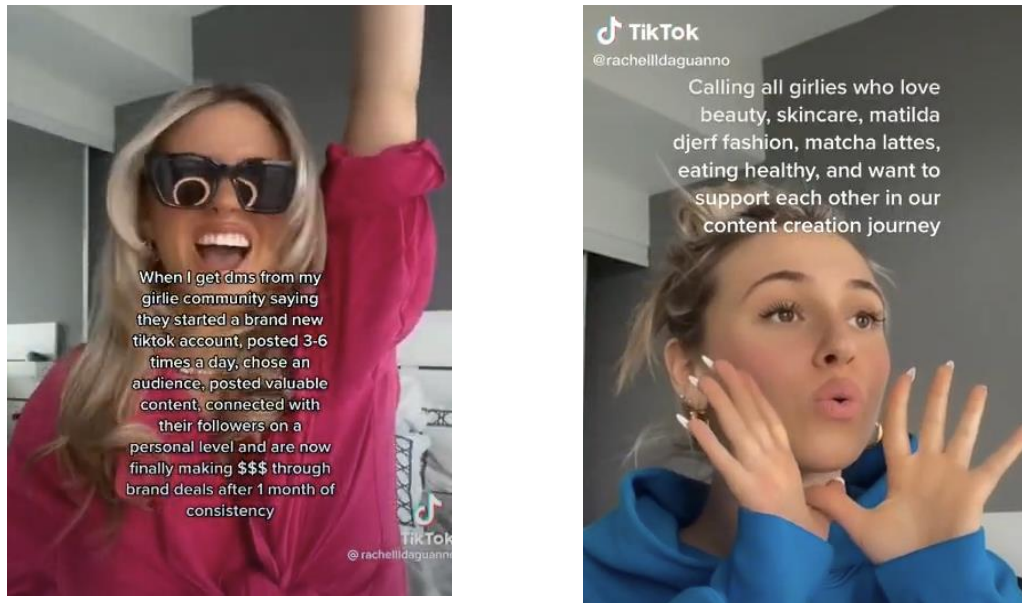 When I get dms from my
girlie community saying
they started a brand new
tiktok account, posted 3-6
times a day, chose an
audience, posted valuable
content, connected with
their followers on a
personal level and are now
finally making $$$ through
brand deals after 1 month of
consistency
TikTok
@rachellldaguanno
TikTok
@rachellldaguanno
Calling all girlies who love
beauty, skincare, matilda
djerf fashion, matcha lattes,
eating healthy, and want to
support each other in our
content creation journey